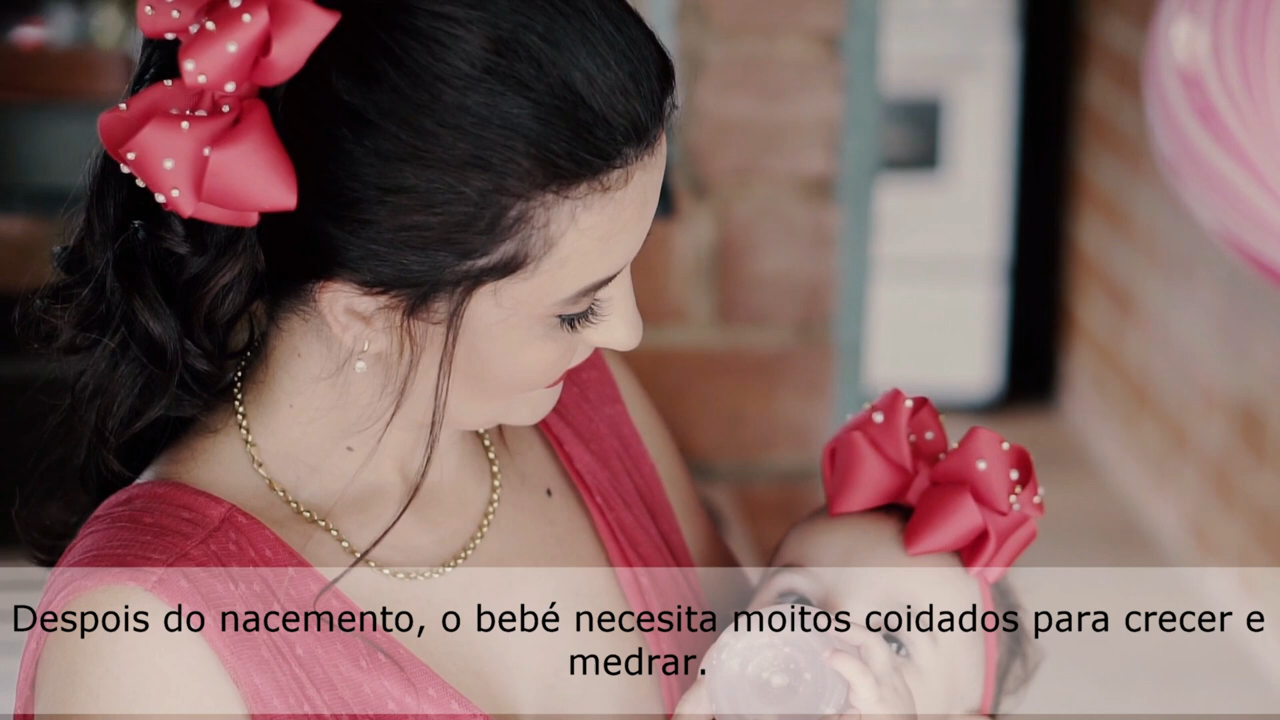 Despois do nacemento, o bebé necesita moitos coidados para crecer e
medrar.